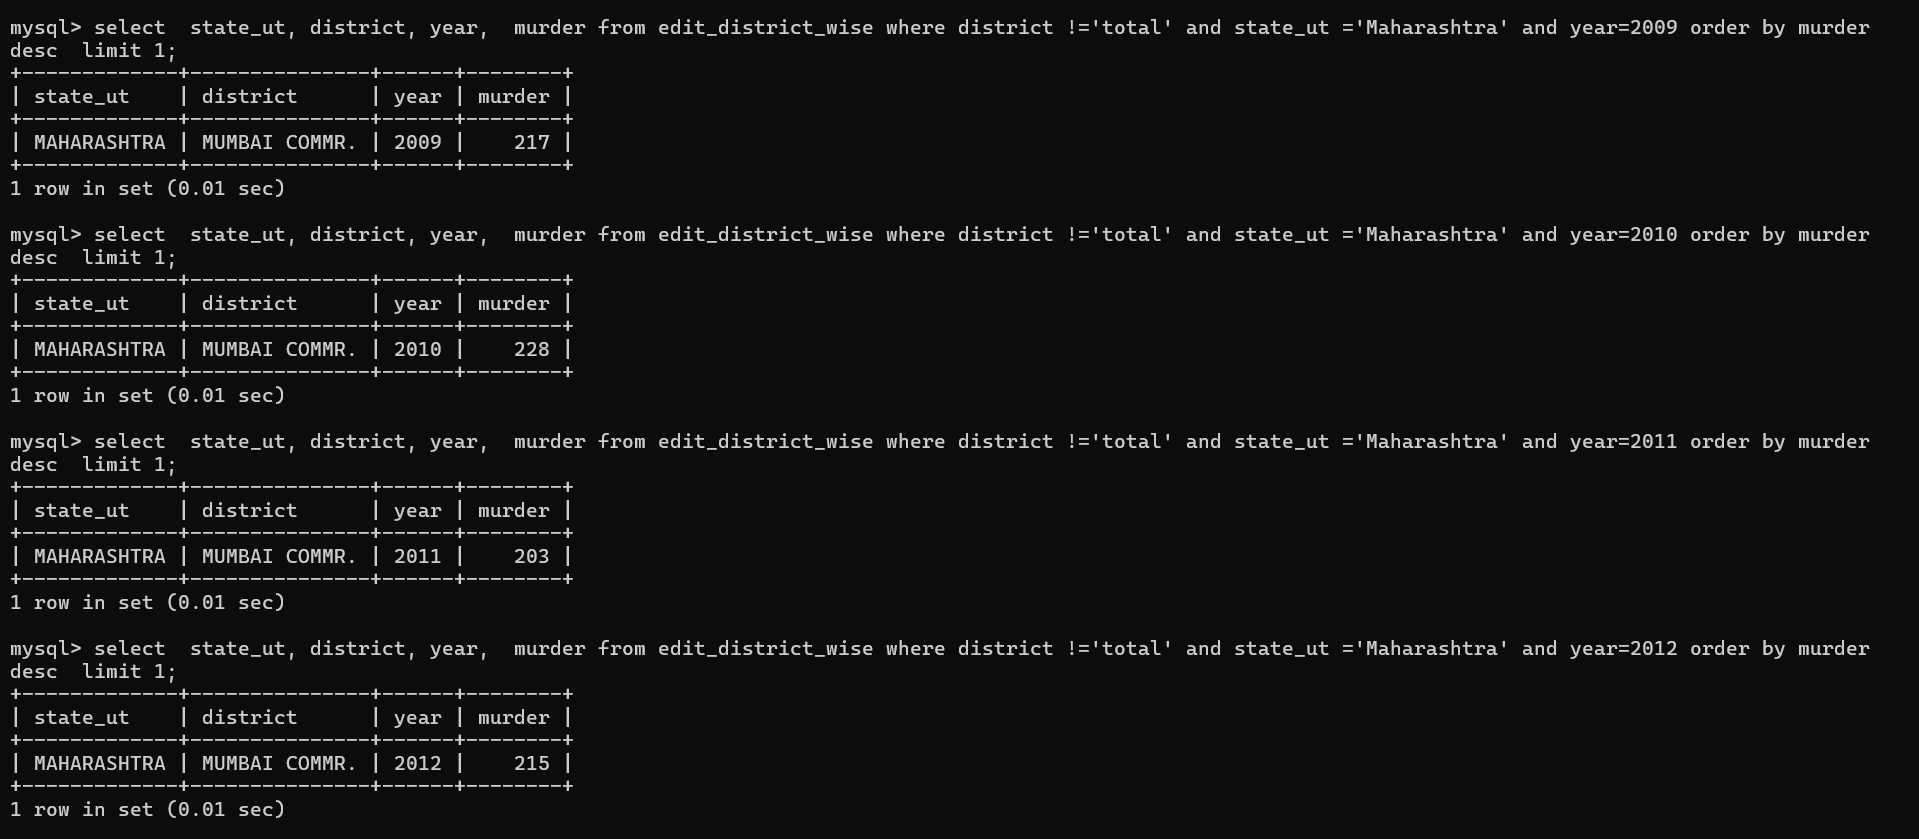 mysql> select  state_ut, district, year,  murder from edit_district_wise where district !='total' and state_ut ='Maharashtra' and year=2009 order by murder
desc  limit 1;
+-------------+---------------+------+--------+
| state_ut    | district      | year | murder |
+-------------+---------------+------+--------+
| MAHARASHTRA | MUMBAI COMMR. | 2009 |    217 |
+-------------+---------------+------+--------+
1 row in set (0.01 sec)

mysql> select  state_ut, district, year,  murder from edit_district_wise where district !='total' and state_ut ='Maharashtra' and year=2010 order by murder
desc  limit 1;
+-------------+---------------+------+--------+
| state_ut    | district      | year | murder |
+-------------+---------------+------+--------+
| MAHARASHTRA | MUMBAI COMMR. | 2010 |    228 |
+-------------+---------------+------+--------+
1 row in set (0.01 sec)

mysql> select  state_ut, district, year,  murder from edit_district_wise where district !='total' and state_ut ='Maharashtra' and year=2011 order by murder
desc  limit 1;
+-------------+---------------+------+--------+
| state_ut    | district      | year | murder |
+-------------+---------------+------+--------+
| MAHARASHTRA | MUMBAI COMMR. | 2011 |    203 |
+-------------+---------------+------+--------+
1 row in set (0.01 sec)

mysql> select  state_ut, district, year,  murder from edit_district_wise where district !='total' and state_ut ='Maharashtra' and year=2012 order by murder
desc  limit 1;
+-------------+---------------+------+--------+
| state_ut    | district      | year | murder |
+-------------+---------------+------+--------+
| MAHARASHTRA | MUMBAI COMMR. | 2012 |    215 |
+-------------+---------------+------+--------+
1 row in set (0.01 sec)